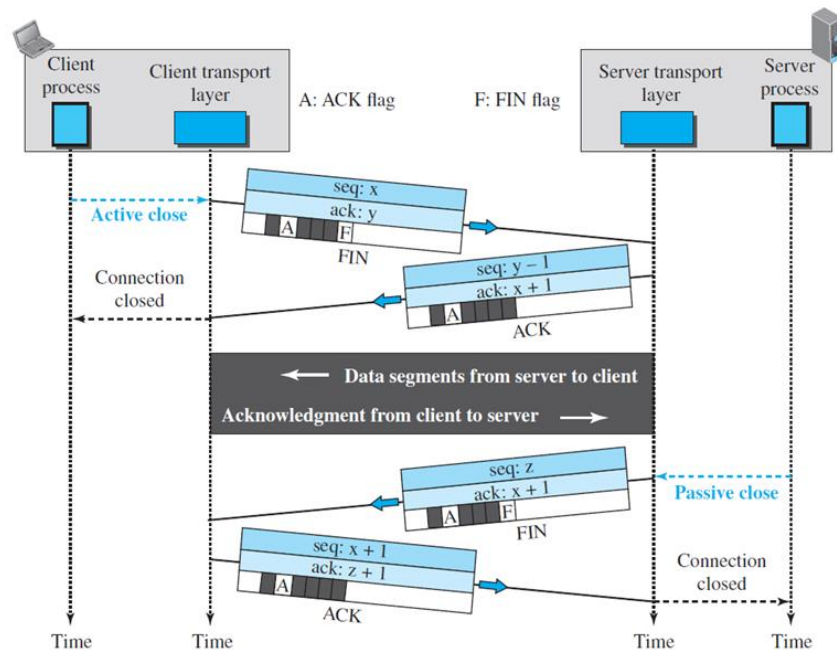 Client
process
Client transport
layer
A: ACK flag
F: FIN flag
Server transport
layer
Server
process
Active close
seq: x
ack: y
A
F
FIN
Connection
closed
seq: y – 1
ack: x + 1
A
ACK
Data segments from server to client
Acknowledgment from client to server
seq: z
ack: x + 1
A
F
FIN
Passive close
seq: x + 1
ack: z + 1
A
ACK
Connection
closed
Time
Time
Time
Time